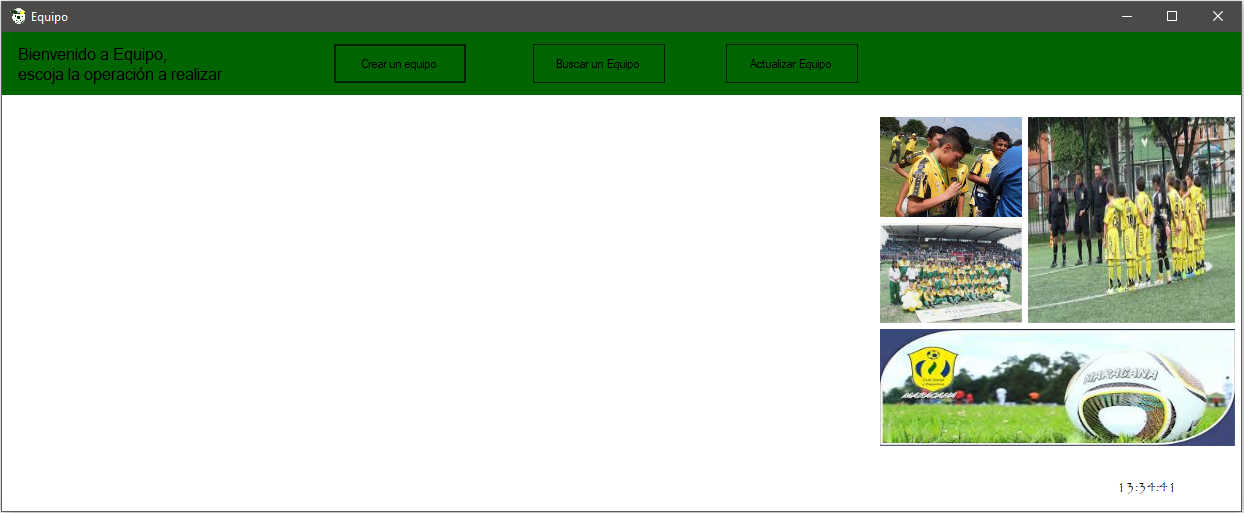 Equipo
Bienvenido a Equipo,
escoja la operación a realizar
Crear un equipo
Buscar un Equipo
Actualizar Equipo
MARACANA
13:34:41